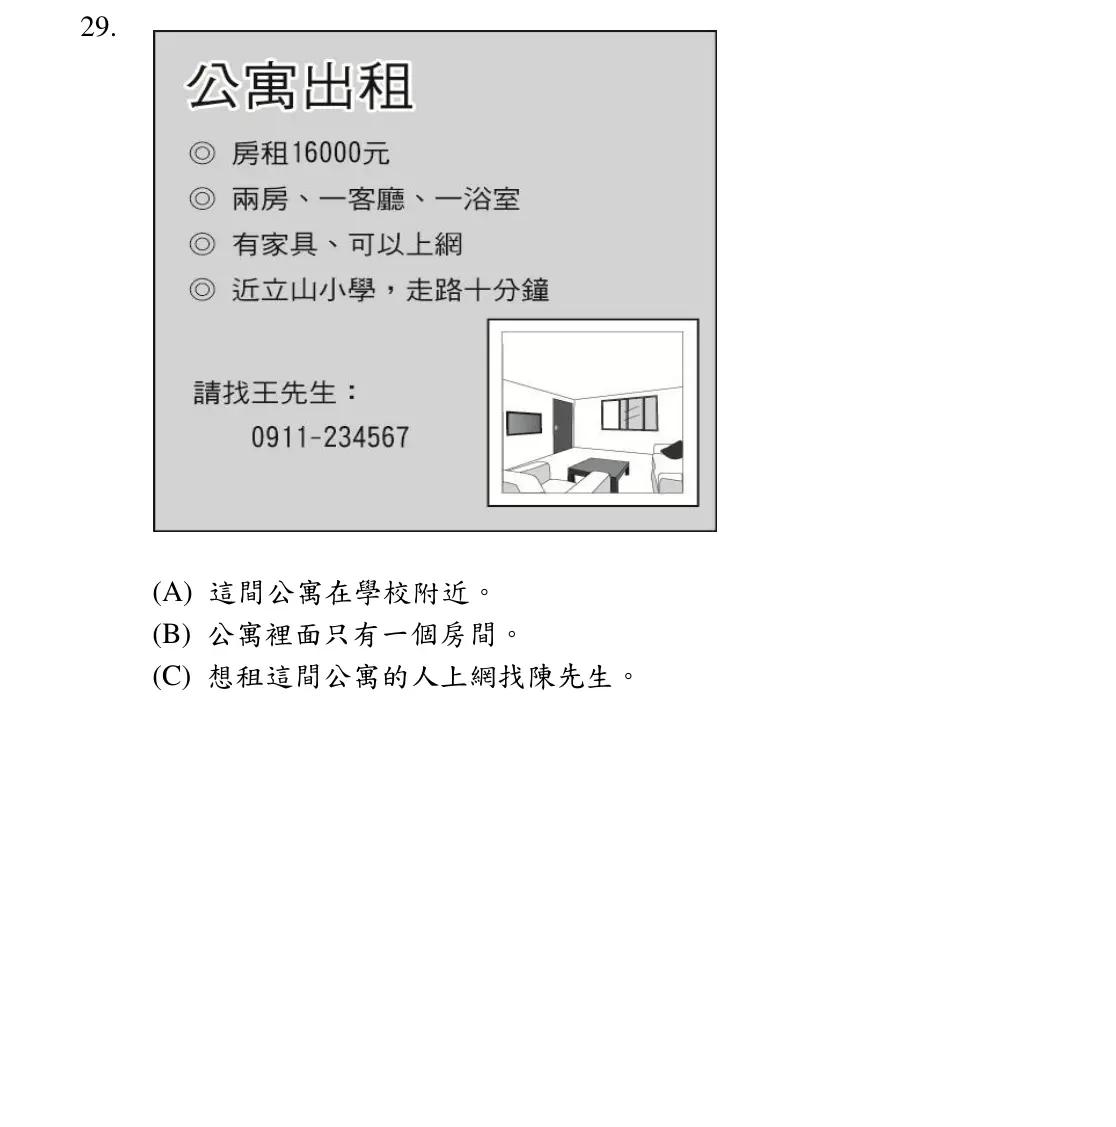 29.
公寓出租
◎ 房租16000元
◎ 兩房、一客廳、一浴室
◎ 有家具、可以上網
◎ 近立山小學，走路十分鐘
請找王先生：
0911-234567
(A) 這間公寓在學校附近。
(B) 公寓裡面只有一個房間。
(C) 想租這間公寓的人上網找陳先生。